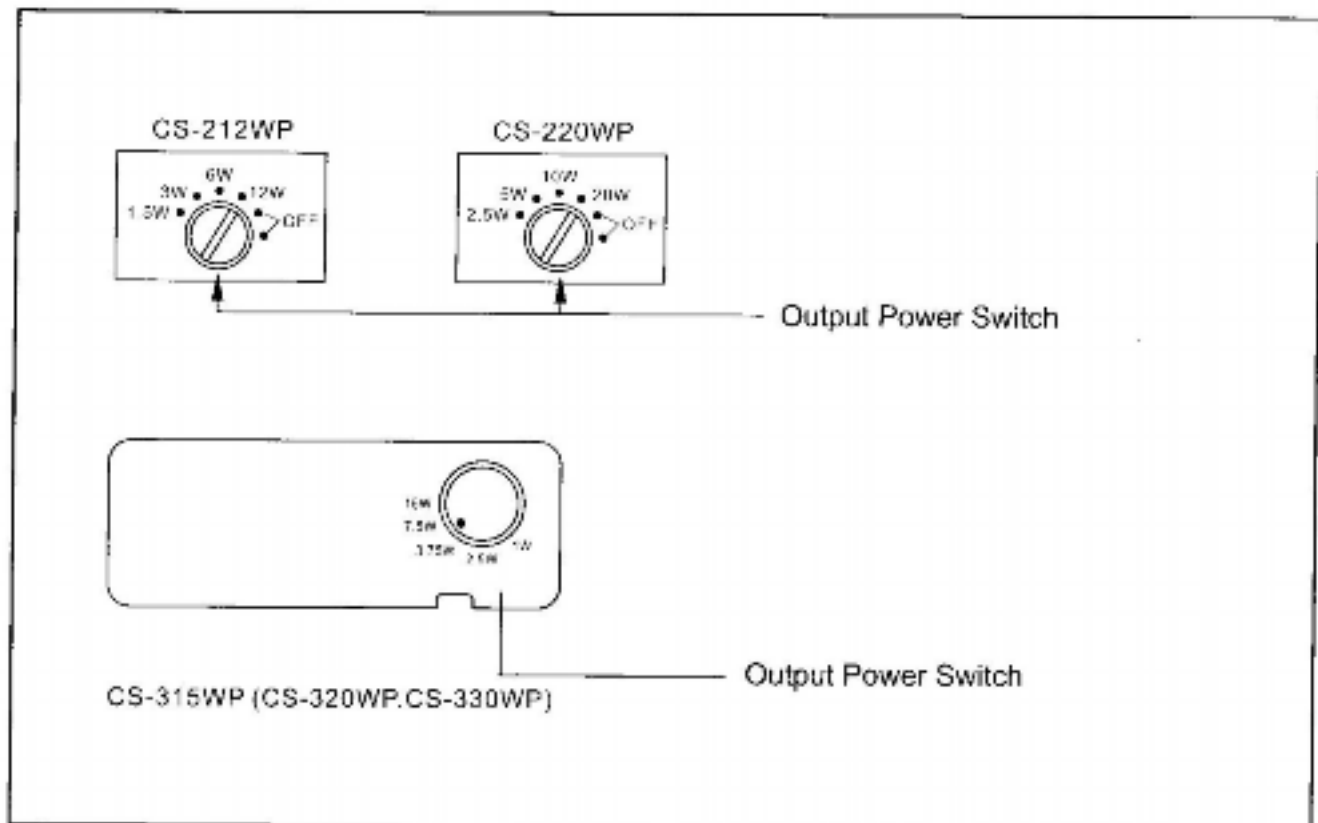 CS-212WP
CS-220WP
6W
3W
12W
1.5W
OFF
10W
5W
20W
2.5W
OFF
Output Power Switch
15W
7.5W
3.75W
2.5W
1W
Output Power Switch
CS-315WP (CS-320WP.CS-330WP)